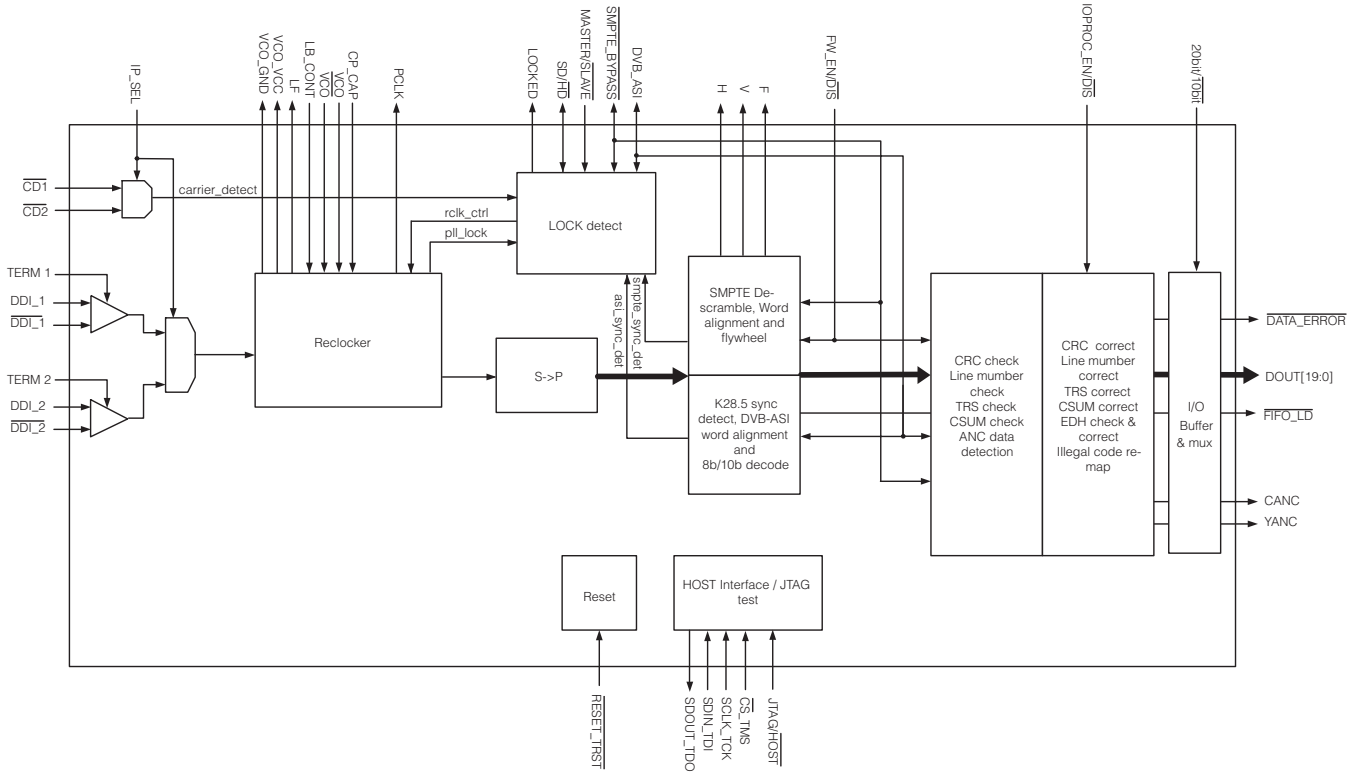 IP_SEL
VCO_GND
VCO_VCC
LF
LB_CONT
VCO
VCO
CP_CAP
PCLK
LOCKED
SD/HD
MASTER/SLAVE
SMPTE_BYPASS
DVB_ASI
H
V
F
FW_EN/DIS
IOPROC_EN/DIS
20bit/10bit
CD1
CD2
carrier_detect
rclk_ctrl
pll_lock
LOCK detect
asi_sync_det
smpte_sync_det
TERM 1
DDI_1
DDI_1
TERM 2
DDI_2
DDI_2
Reclocker
S->P
SMPTE De-
scramble, Word
alignment and
flywheel
K28.5 sync
detect, DVB-ASI
word alignment
and
8b/10b decode
CRC check
Line mumber
check
TRS check
CSUM check
ANC data
detection
CRC correct
Line mumber
correct
TRS correct
CSUM correct
EDH check &
correct
Illegal code re-
map
I/O
Buffer
& mux
DATA_ERROR
DOUT[19:0]
FIFO_LD
CANC
YANC
Reset
HOST Interface / JTAG
test
RESET_TRST
SDOUT_TDO
SDIN_TDI
SCLK_TCK
CS_TMS
JTAG/HOST